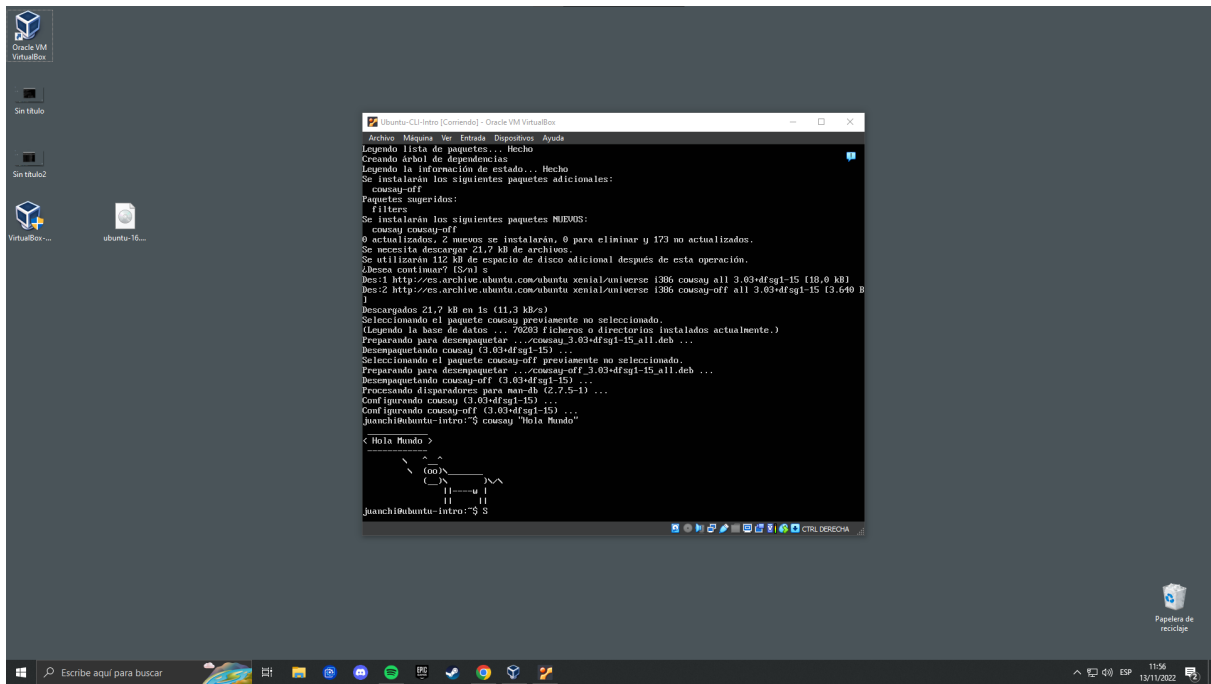 Oracle VM
VirtualBox
Sin título
Sin título2
VirtualBox-...
ubuntu-16....
Ubuntu-CLI-Intro [Corriendo] - Oracle VM VirtualBox
Archivo Máquina Ver Entrada Dispositivos Ayuda
Leyendo lista de paquetes... Hecho
Creando árbol de dependencias
Leyendo la información de estado... Hecho
Se instalarán los siguientes paquetes adicionales:
cowsay-off
Paquetes sugeridos:
filters
Se instalarán los siguientes paquetes NUEVOS:
cowsay cowsay-off
0 actualizados, 2 nuevos se instalarán, 0 para eliminar y 173 no actualizados.
Se necesita descargar 21,7 kB de archivos.
Se utilizarán 112 kB de espacio de disco adicional después de esta operación.
¿Desea continuar? [S/n] s
Des:1 http://es.archive.ubuntu.com/ubuntu xenial/universe i386 cowsay all 3.03+dfsg1-15 [18,0 kB]
Des:2 http://es.archive.ubuntu.com/ubuntu xenial/universe i386 cowsay-off all 3.03+dfsg1-15 [3.640 B
]
Descargados 21,7 kB en 1s (11,3 kB/s)
Seleccionando el paquete cowsay previamente no seleccionado.
(Leyendo la base de datos ... 70203 ficheros o directorios instalados actualmente.)
Preparando para desempaquetar .../cowsay_3.03+dfsg1-15_all.deb ...
Desempaquetando cowsay (3.03+dfsg1-15) ...
Seleccionando el paquete cowsay-off previamente no seleccionado.
Preparando para desempaquetar .../cowsay-off_3.03+dfsg1-15_all.deb ...
Desempaquetando cowsay-off (3.03+dfsg1-15) ...
Procesando disparadores para man-db (2.7.5-1) ...
Configurando cowsay (3.03+dfsg1-15) ...
Configurando cowsay-off (3.03+dfsg1-15) ...
juanchi@ubuntu-intro:~$ cowsay "Hola Mundo"
< Hola Mundo >
juanchi@ubuntu-intro:~$ S
CTRL DERECHA
Papelera de
reciclaje
Escribe aquí para buscar
EPIC
ESP
11:56
13/11/2022
2